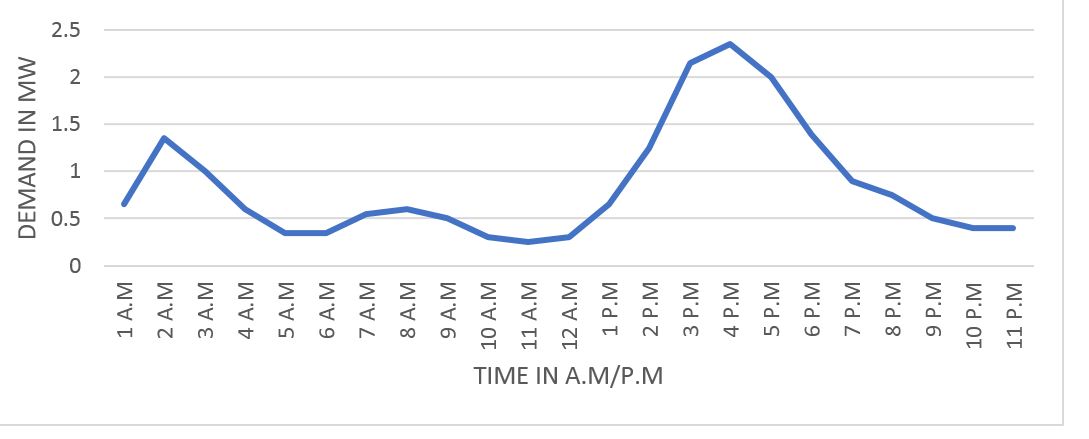 2.5
2
1.5
1
0.5
0
DEMAND IN MW
1 A.M
2 A.M
3 A.M
4 A.M
5 A.M
6 A.M
7 A.M
8 A.M
9 A.M
10 A.M
11 A.M
12 A.M
1 P.M
2 P.M
3 P.M
4 P.M
5 P.M
6 P.M
7 P.M
8 P.M
9 P.M
10 P.M
11 P.M
TIME IN A.M/P.M